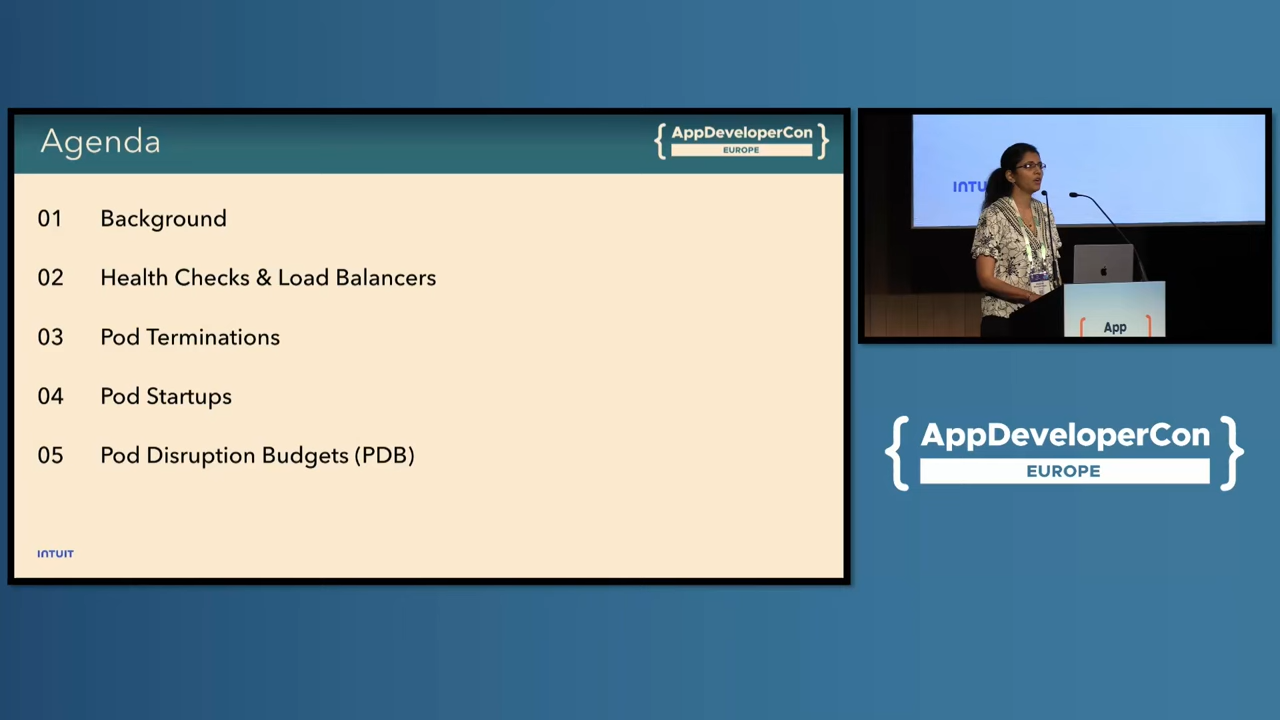 Agenda
{ AppDeveloperCon }
EUROPE
01 Background
02 Health Checks & Load Balancers
03 Pod Terminations
04 Pod Startups
05 Pod Disruption Budgets (PDB)
INTUIT
INTU
{ App }
{ AppDeveloperCon }
EUROPE